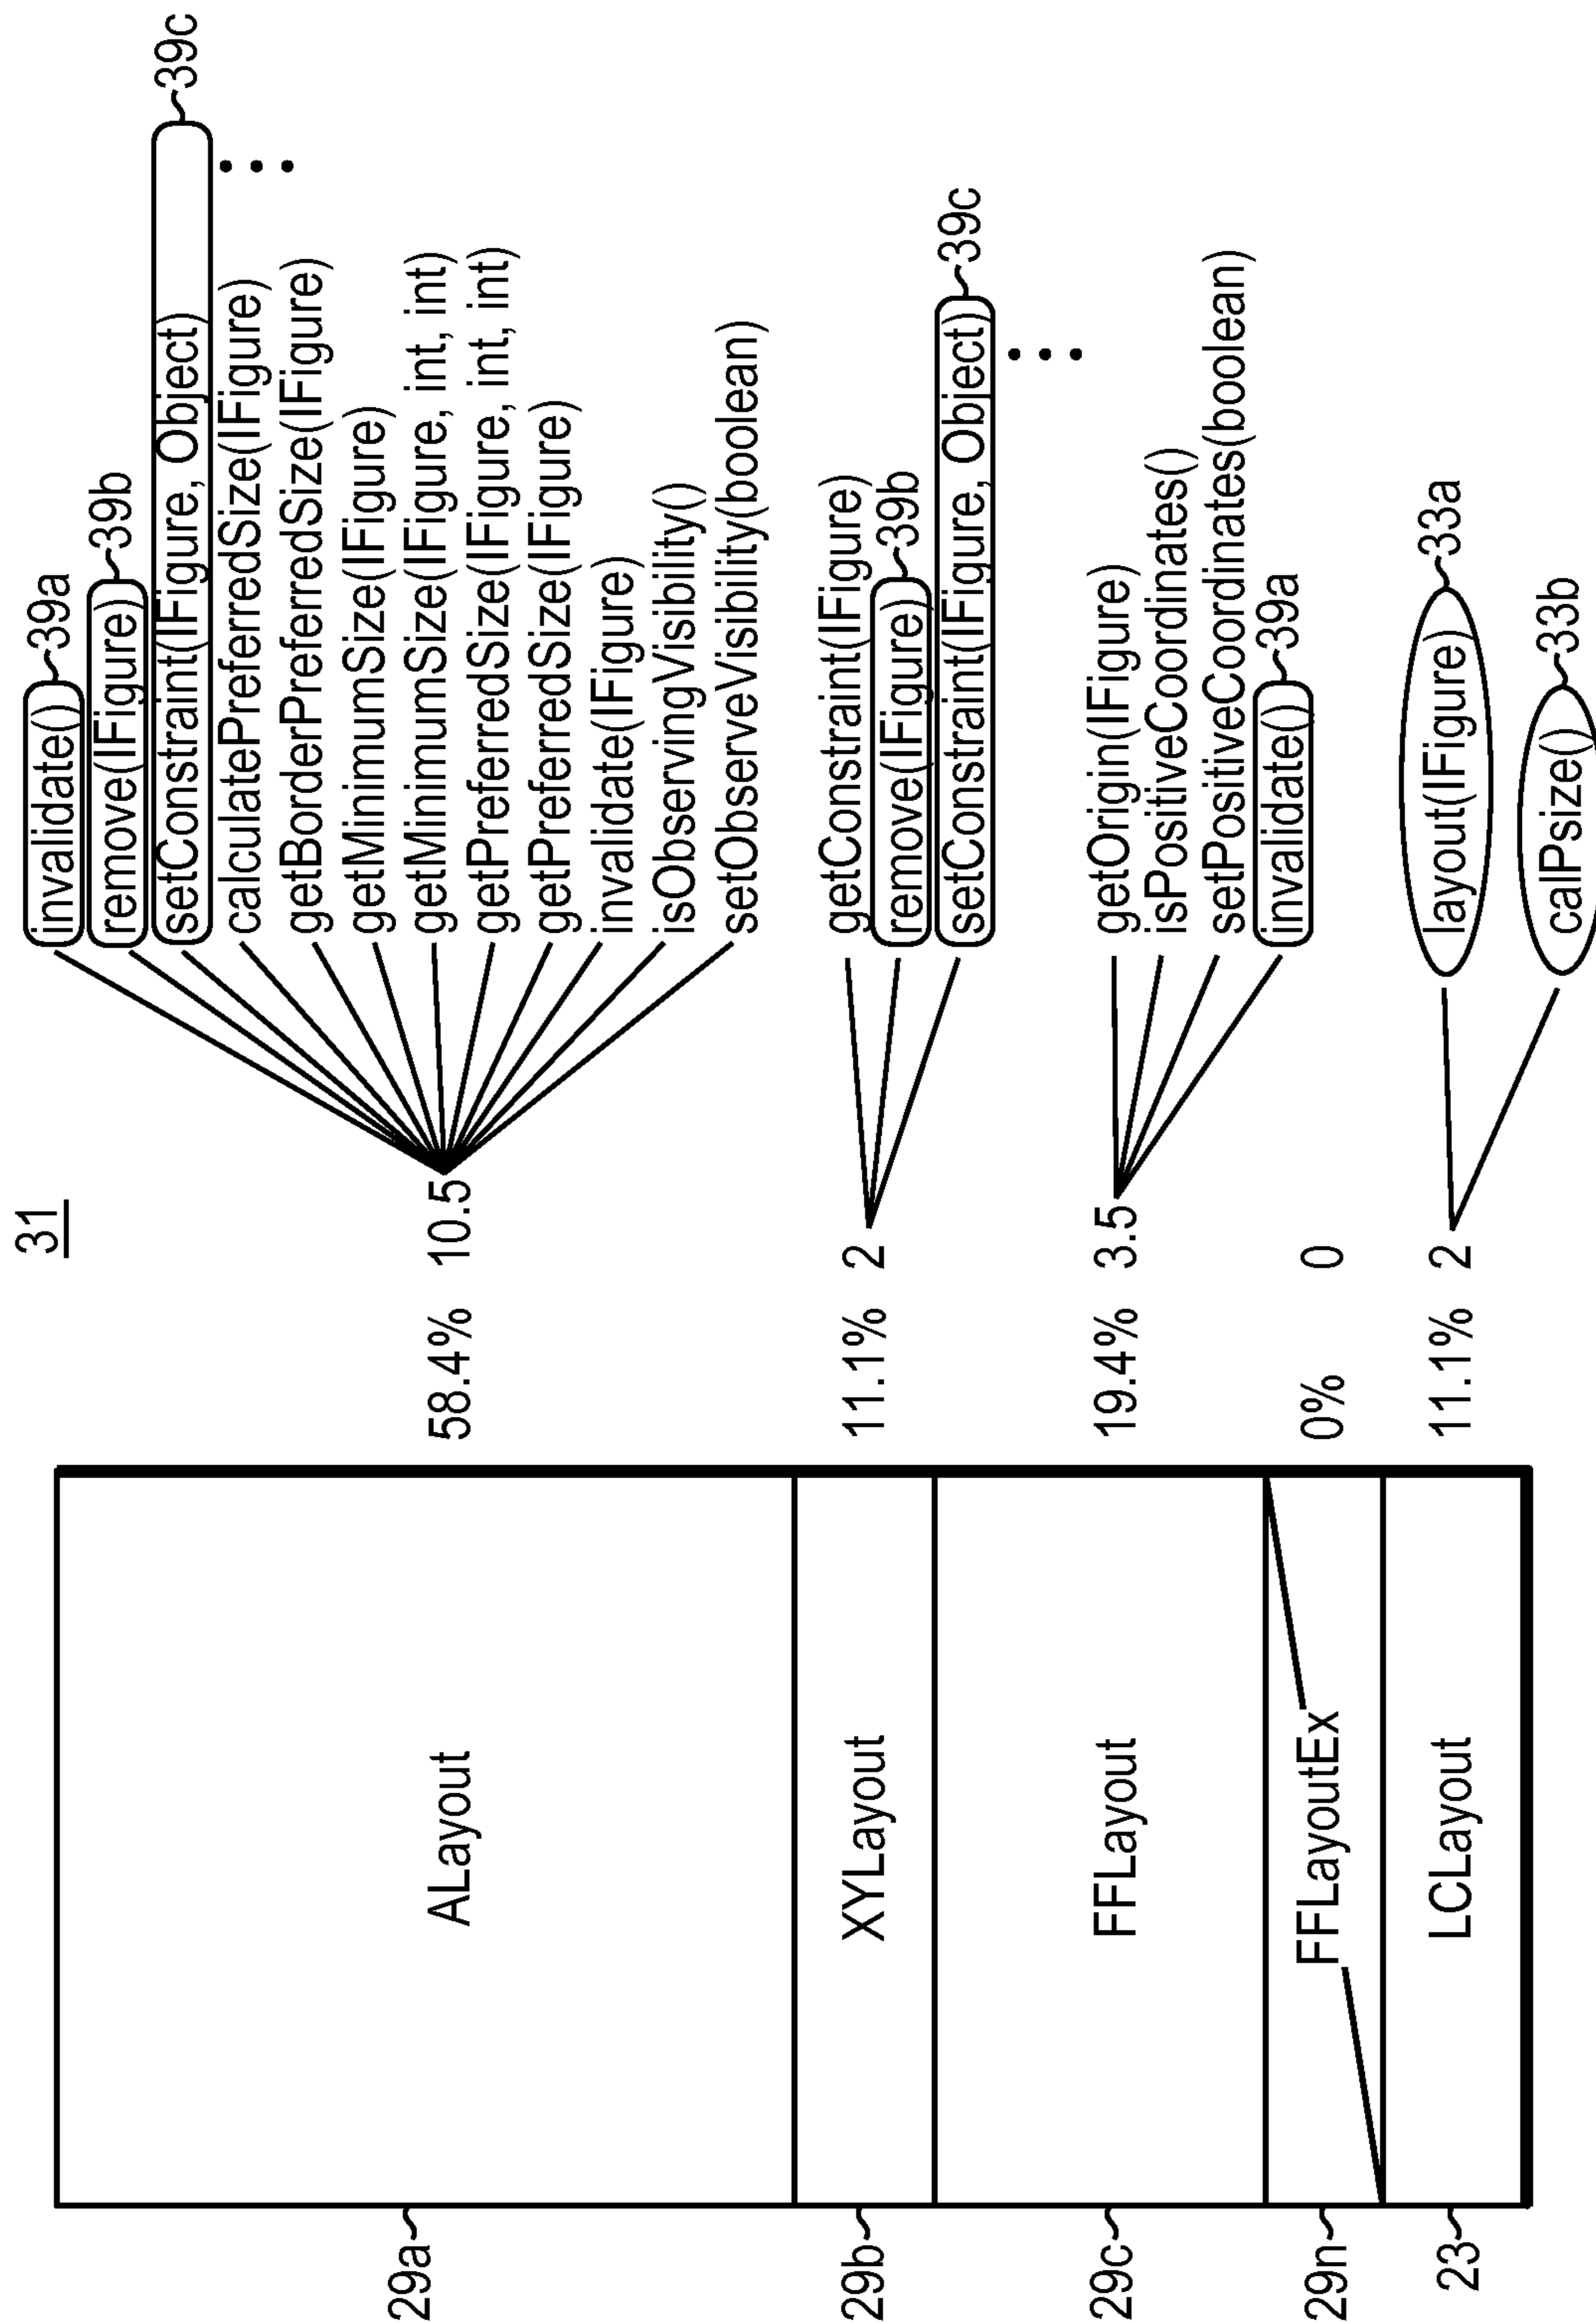 31
29a
ALayout
58.4% 10.5
invalidate() 39a
remove(IFigure) 39b
setConstraint(IFigure, Object) 39c
calculatePreferredSize(IFigure)
getBorderPreferredSize(IFigure)
getMinimumSize(IFigure)
getMinimumSize(IFigure, int, int)
getPreferredSize(IFigure, int, int)
getPreferredSize(IFigure)
invalidate(IFigure)
isObservingVisibility()
setObserveVisibility(boolean)
29b
XYLayout
11.1% 2
getConstraint(IFigure)
remove(IFigure) 39b
setConstraint(IFigure, Object) 39c
29c
FFLayout
19.4% 3.5
getOrigin(IFigure)
isPositiveCoordinates()
setPositiveCoordinates(boolean)
invalidate() 39a
29n
FFLayoutEx
0% 0
23
LCLayout
11.1% 2
layout(IFigure) 33a
calPsize() 33b